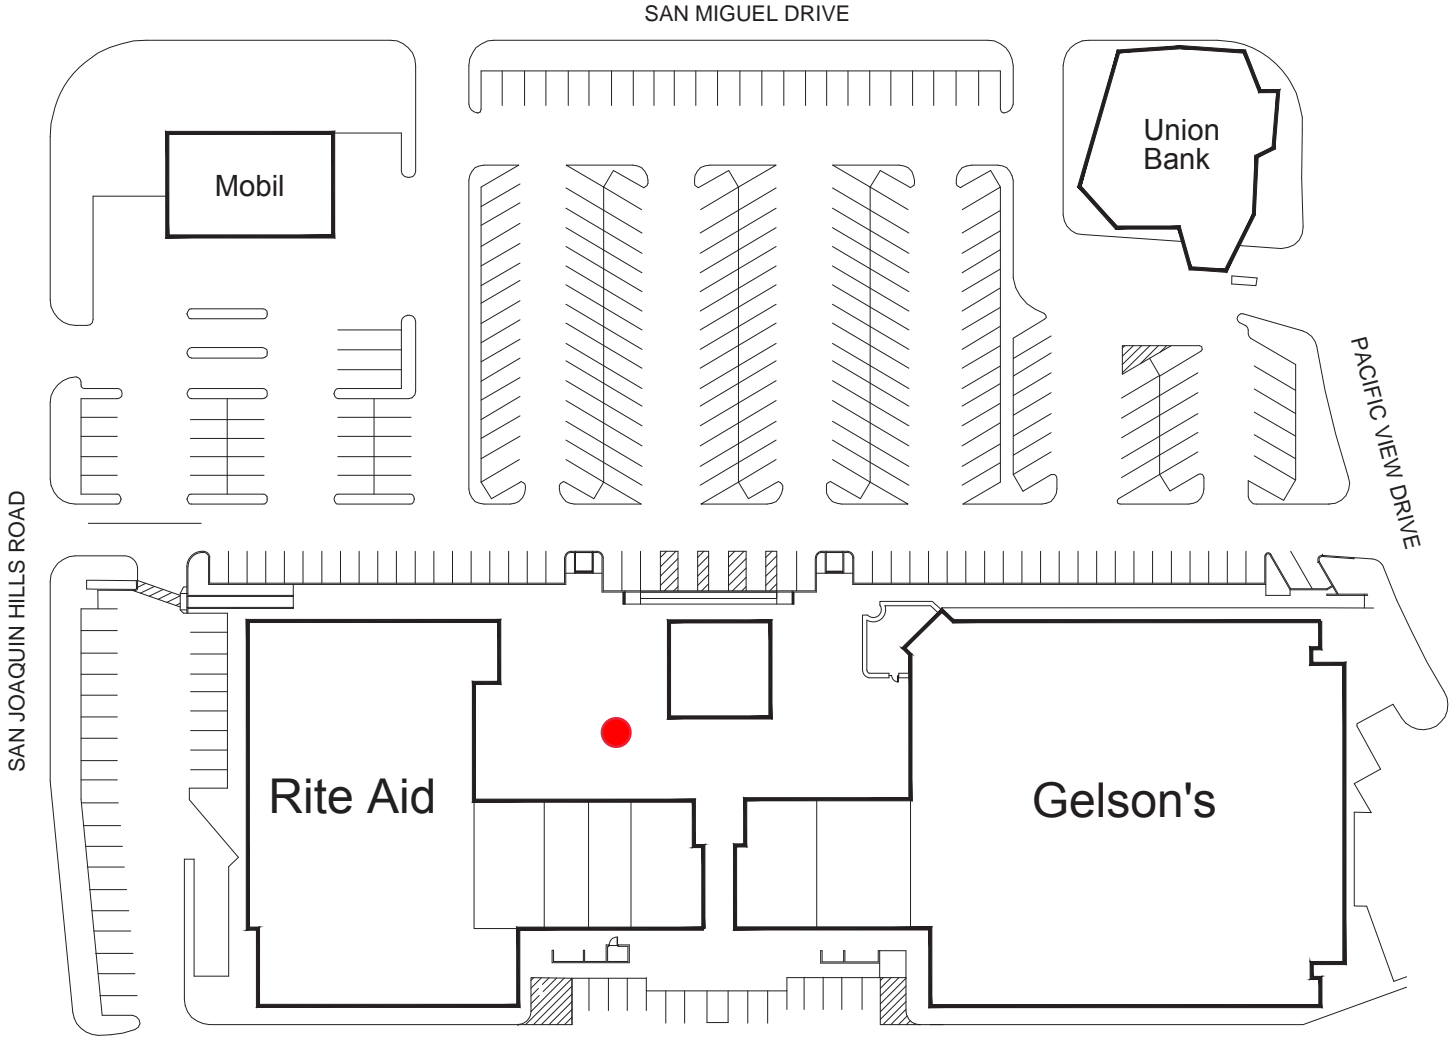 SAN MIGUEL DRIVE
Union
Bank
Mobil
PACIFIC VIEW DRIVE
SAN JOAQUIN HILLS ROAD
Rite Aid
Gelson's